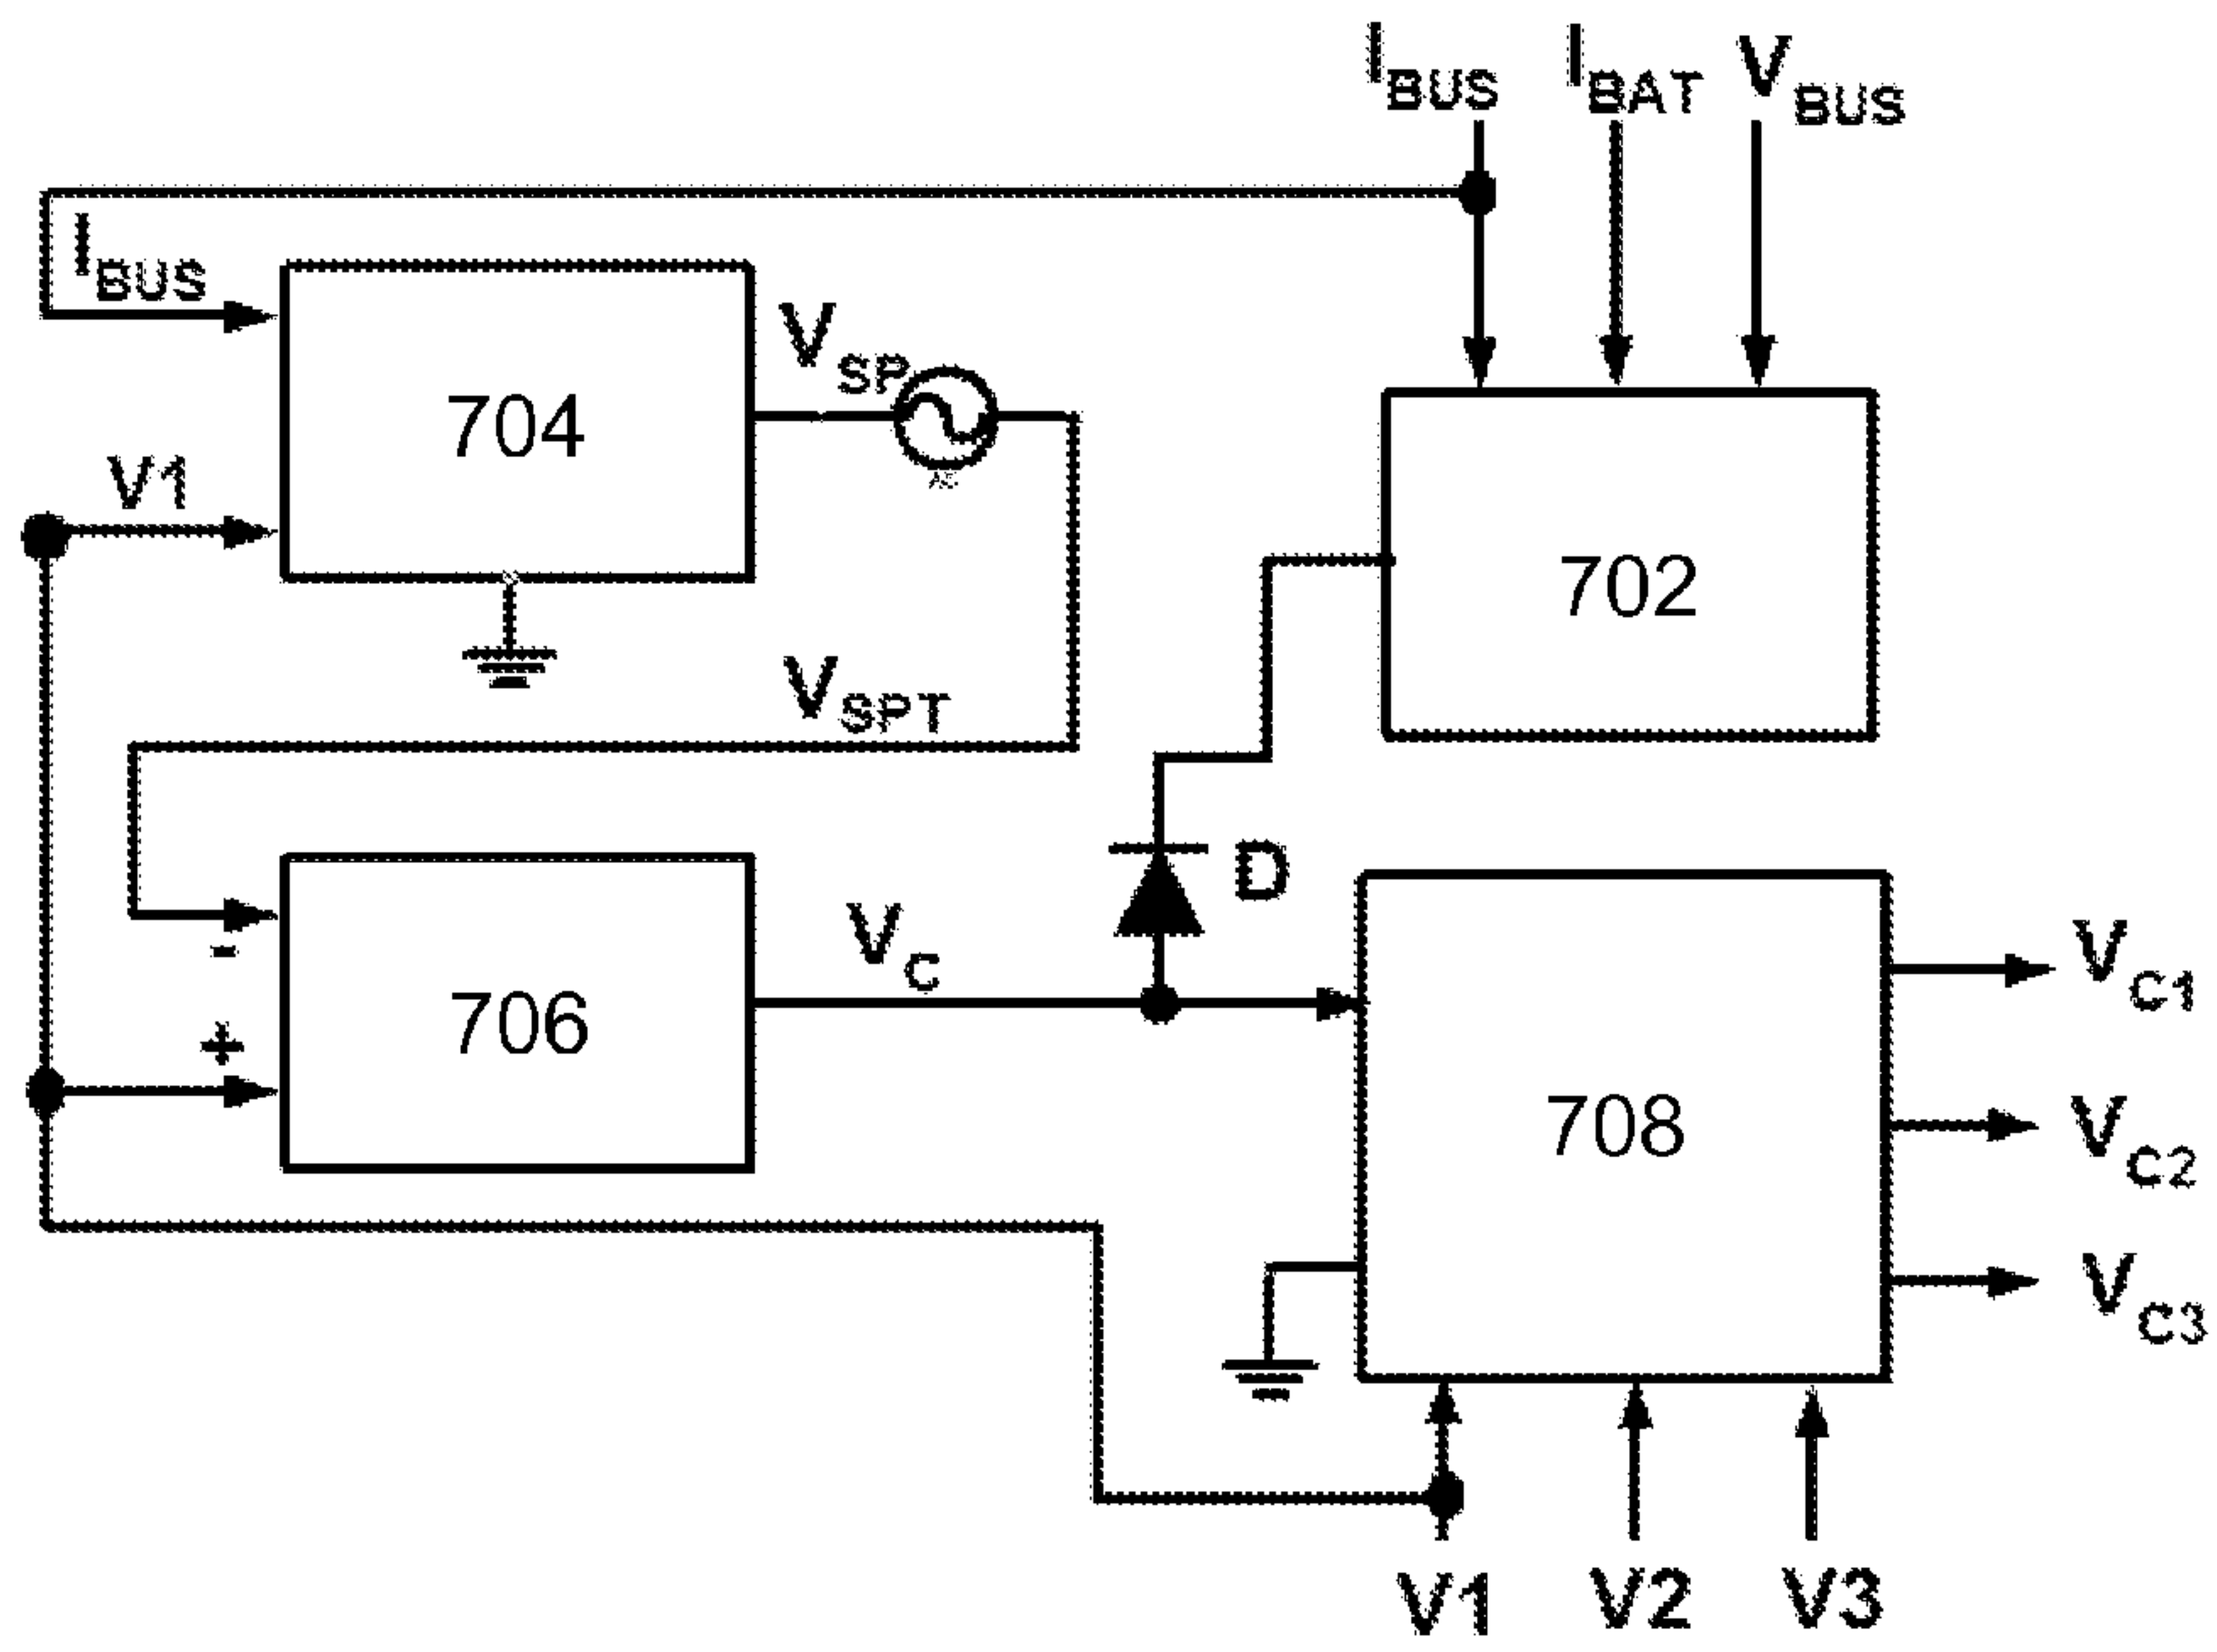 IBUS IBAT VBUS
IBUS
704
VSP
V1
702
VSPT
D
-
706
+
VC
708
VC1
VC2
VC3
V1 V2 V3